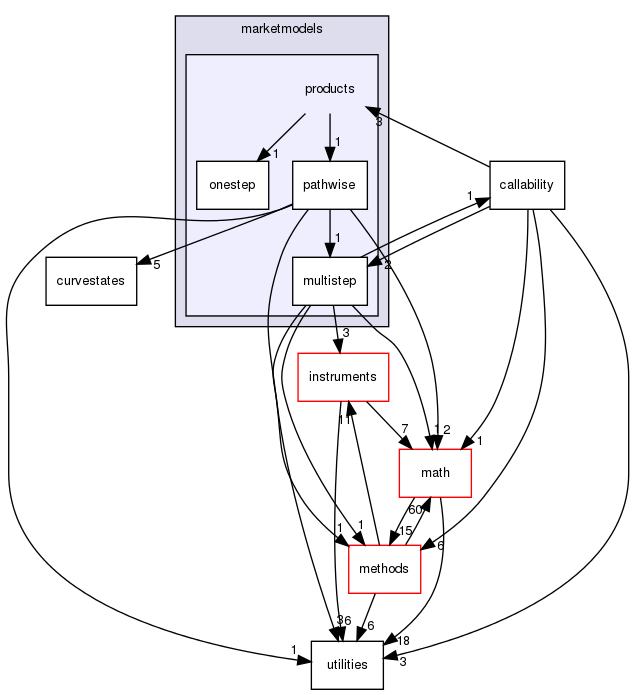 marketmodels
products
3
1
1
onestep
pathwise
callability
1
1
5
2
curvestates
multistep
3
instruments
11
7
1
2
1
math
60
15
1
1
6
methods
36
6
18
1
3
utilities